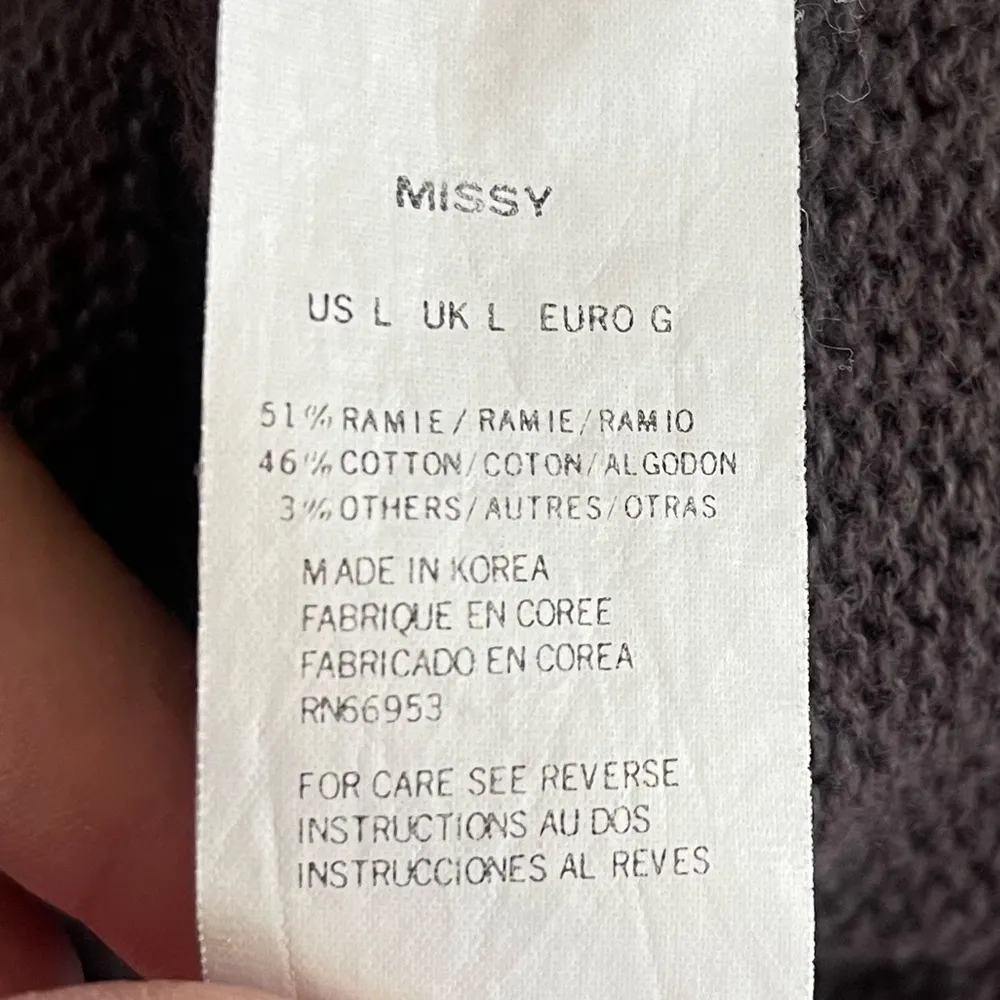 MISSY
US L UK L EURO G
51% RAMIE/RAMIE/RAMIO
46% COTTON/COTON/ALGODON
3% OTHERS/AUTRES/OTRAS
MADE IN KOREA
FABRIQUE EN COREE
FABRICADO EN COREA
RN66953
FOR CARE SEE REVERSE
INSTRUCTIONS AU DOS
INSTRUCCIONES AL REVES